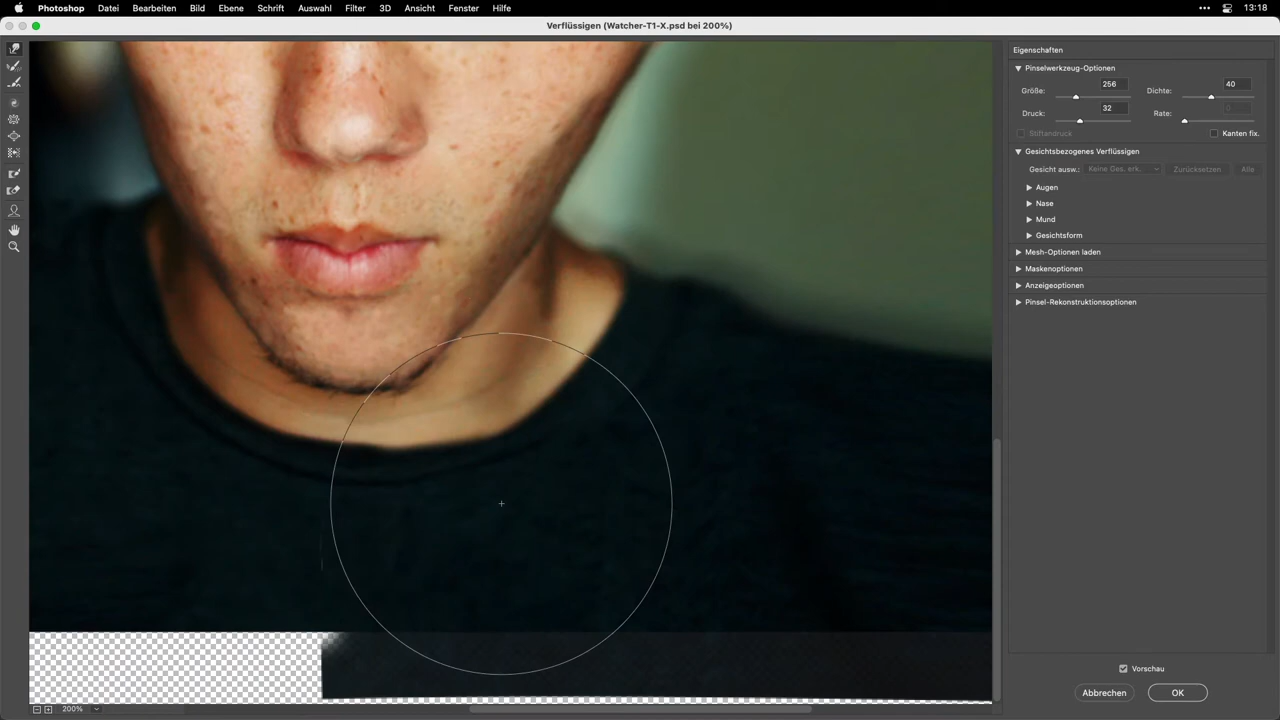 Photoshop Datei Bearbeiten Bild Ebene Schrift Auswahl Filter 3D Ansicht Fenster Hilfe 13:18
Verflüssigen (Watcher-T1-X.psd bei 200%)
Eigenschaften
Pinselwerkzeug-Optionen
Größe: 256 Dichte: 40
Druck: 32 Rate: 0
Stiftandruck Kanten fix.
Gesichtsbezogenes Verflüssigen
Gesicht ausw.: Keine Ges. erk. Zurücksetzen Alle
Augen
Nase
Mund
Gesichtsform
Mesh-Optionen laden
Maskenoptionen
Anzeigeoptionen
Pinsel-Rekonstruktionsoptionen
Vorschau
Abbrechen OK
200%